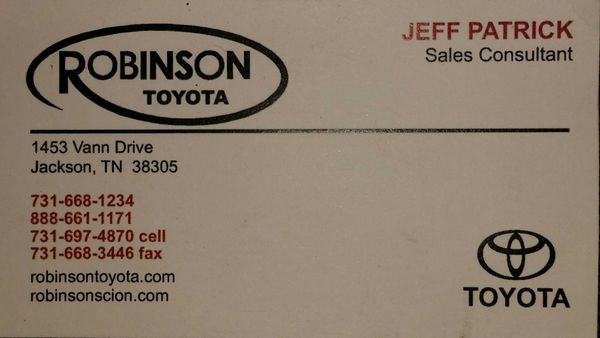 ROBINSON
TOYOTA
JEFF PATRICK
Sales Consultant
1453 Vann Drive
Jackson, TN 38305
731-668-1234
888-661-1171
731-697-4870 cell
731-668-3446 fax
robinsontoyota.com
robinsonscion.com
TOYOTA